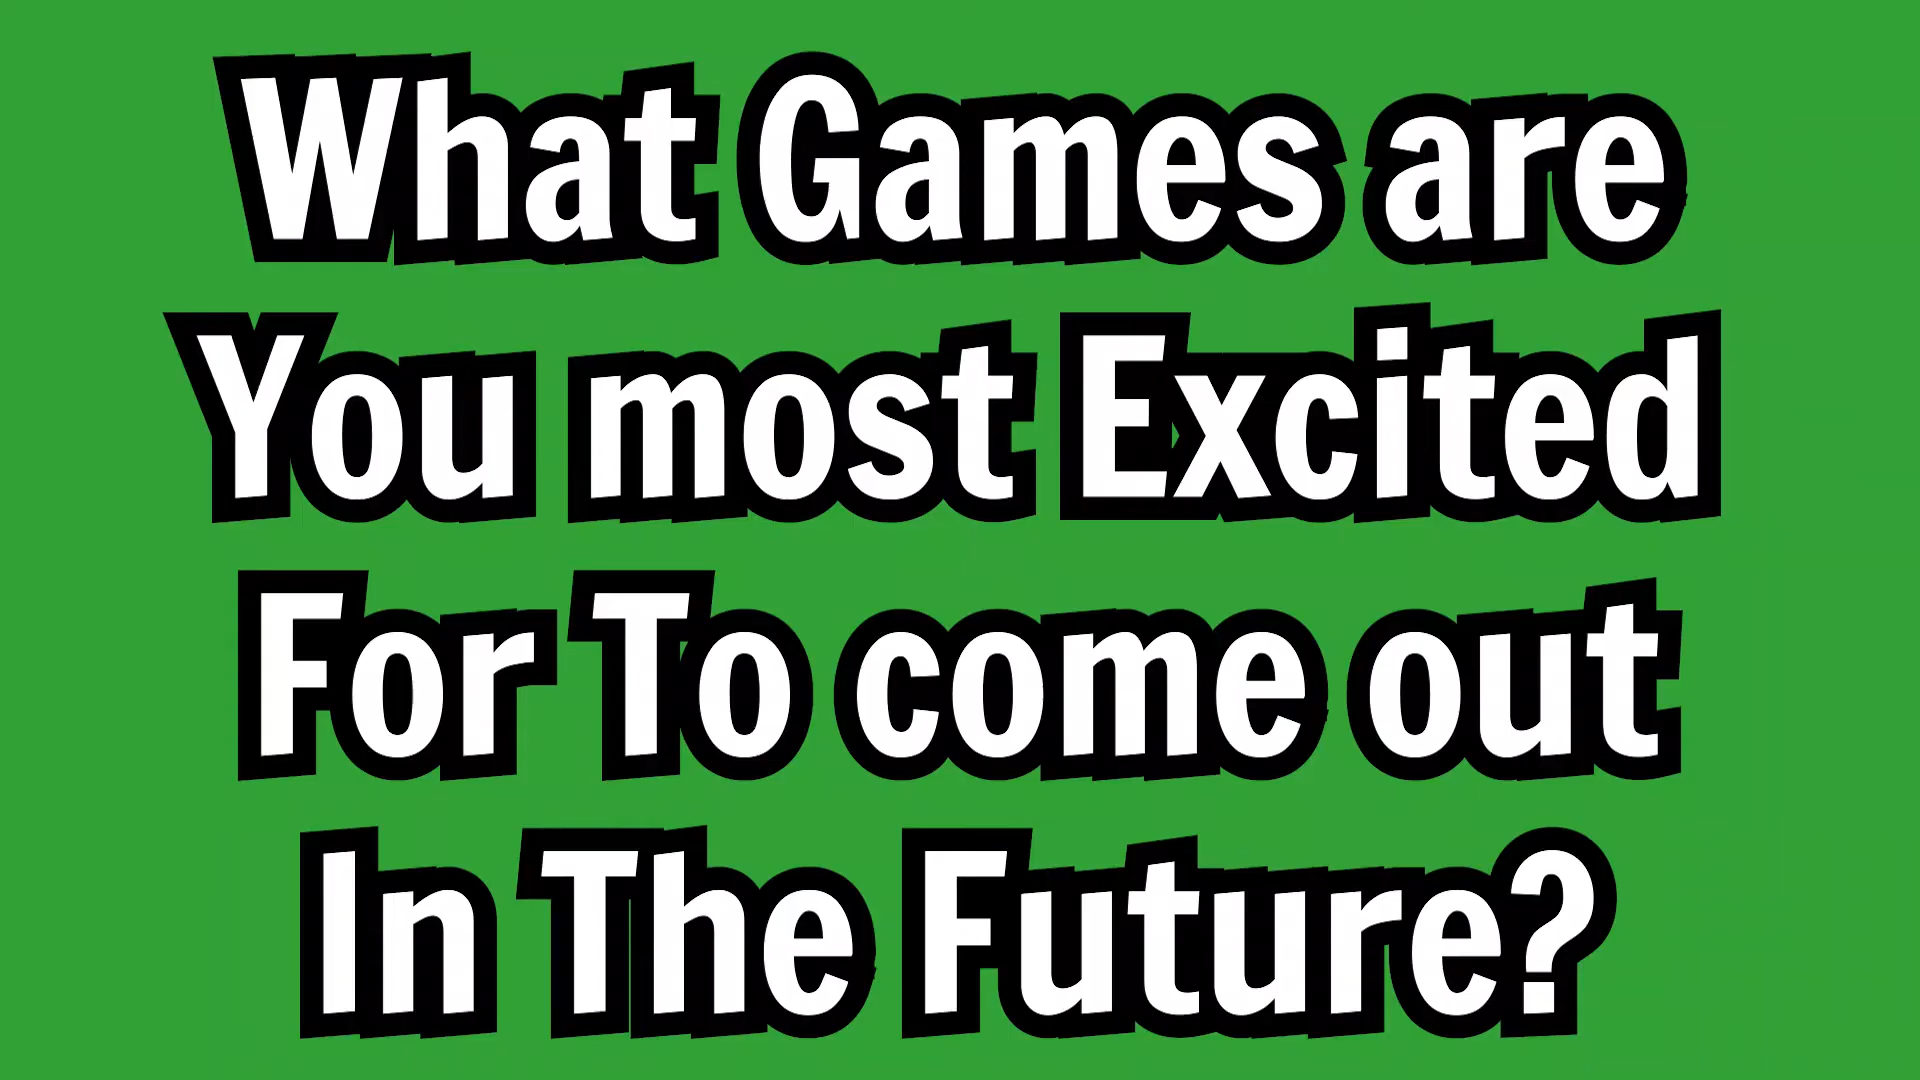 What Games are
You most Excited
For To come out
In The Future?